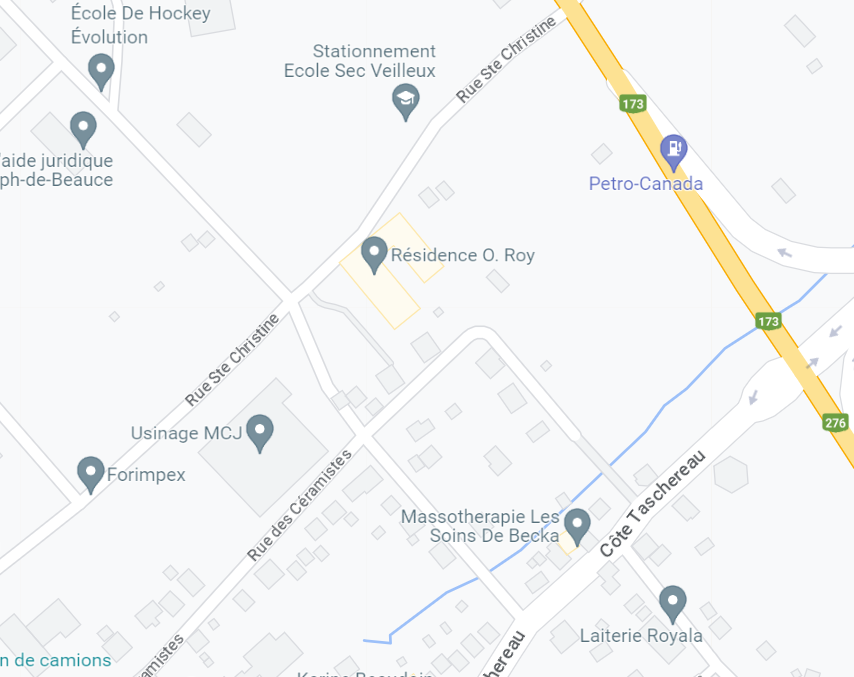 École De Hockey
Évolution
Stationnement
Ecole Sec Veilleux
Rue Ste Christine
173
'aide juridique
ph-de-Beauce
Petro-Canada
Résidence O. Roy
173
Rue Ste Christine
276
Usinage MCJ
Forimpex
Rue des Céramistes
Côte Taschereau
Massotherapie Les
Soins De Becka
Laiterie Royala
amistes
hereau
n de camions